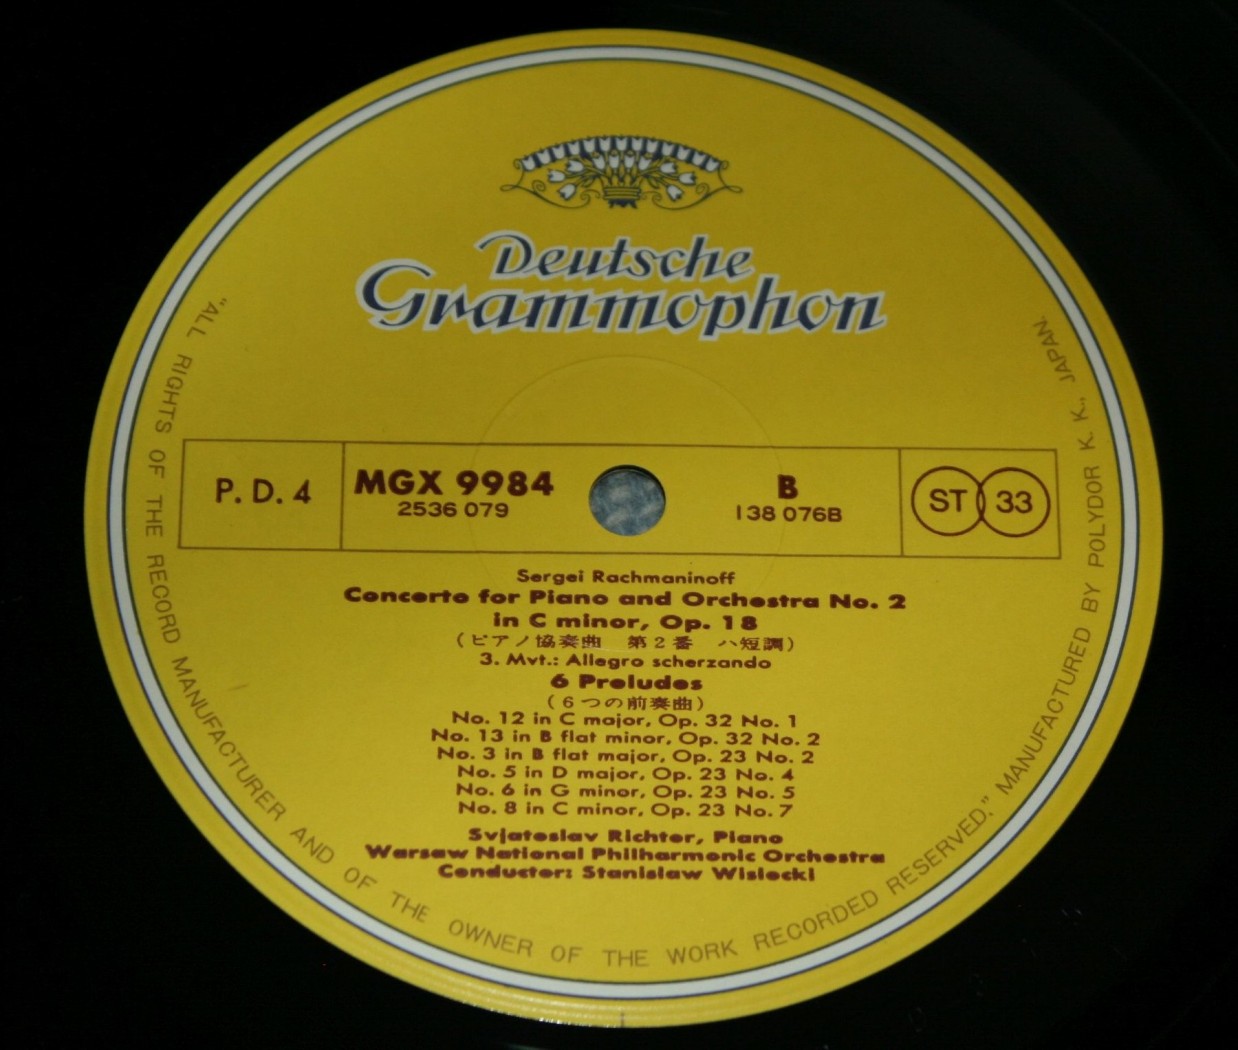 Deutsche
Grammophon
P. D. 4
MGX 9984
2536 079
B
138 076B
ST 33
Sergei Rachmaninoff
Concerto for Piano and Orchestra No. 2
in C minor, Op. 18
(ピアノ協奏曲 第2番 ハ短調)
3. Mvt.: Allegro scherzando
6 Preludes
(6つの前奏曲)
No. 12 in C major, Op. 32 No. 1
No. 13 in B flat minor, Op. 32 No. 2
No. 3 in B flat major, Op. 23 No. 2
No. 5 in D major, Op. 23 No. 4
No. 6 in G minor, Op. 23 No. 5
No. 8 in C minor, Op. 23 No. 7
Svjatoslav Richter, Piano
Warsaw National Philharmonic Orchestra
Conductor: Stanislaw Wislocki
"ALL RIGHTS OF THE RECORD MANUFACTURER AND OF THE OWNER OF THE WORK RECORDED RESERVED." MANUFACTURED BY POLYDOR K. K., JAPAN.